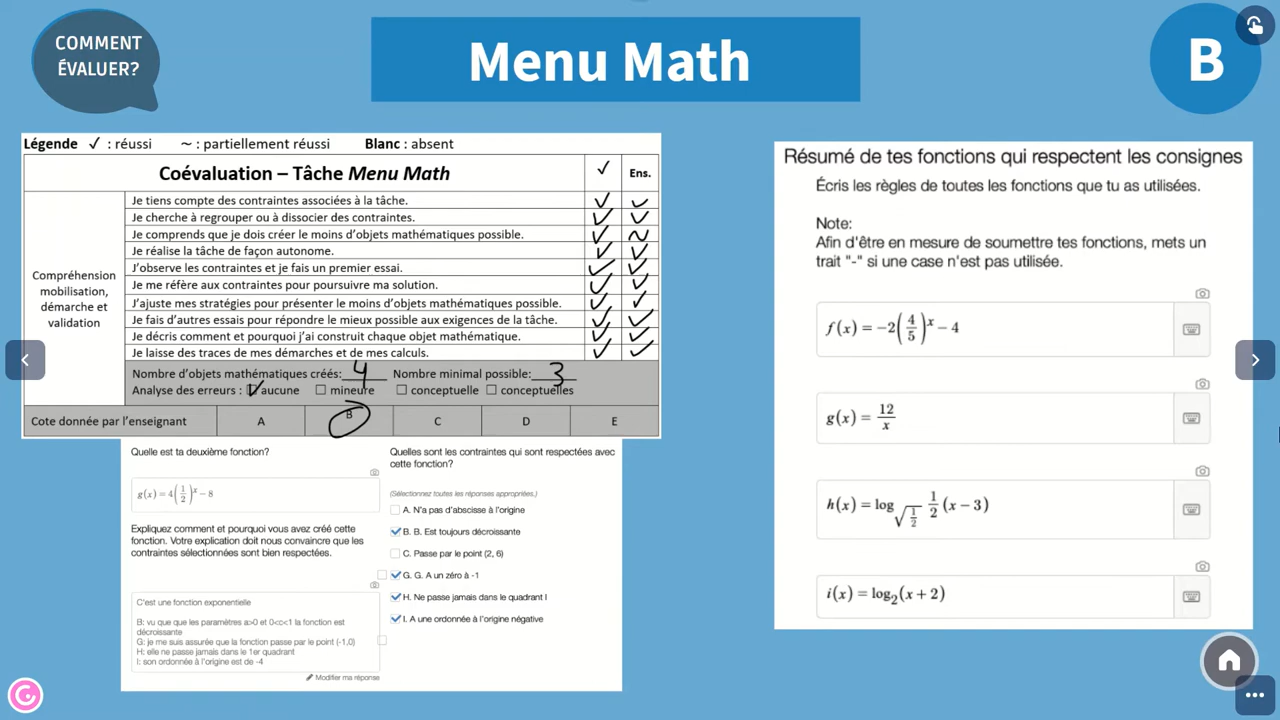 COMMENT
ÉVALUER?
Menu Math
B
Légende ✓ : réussi ~ : partiellement réussi Blanc : absent
Coévaluation – Tâche Menu Math ✓ Ens.
Compréhension
mobilisation,
démarche et
validation
Je tiens compte des contraintes associées à la tâche. ✓ ✓
Je cherche à regrouper ou à dissocier des contraintes. ✓ ✓
Je comprends que je dois créer le moins d'objets mathématiques possible. ✓ ~
Je réalise la tâche de façon autonome. ✓ ✓
J'observe les contraintes et je fais un premier essai. ✓ ✓
Je me réfère aux contraintes pour poursuivre ma solution. ✓ ✓
J'ajuste mes stratégies pour présenter le moins d'objets mathématiques possible. ✓ ✓
Je fais d'autres essais pour répondre le mieux possible aux exigences de la tâche. ✓ ✓
Je décris comment et pourquoi j'ai construit chaque objet mathématique. ✓ ✓
Je laisse des traces de mes démarches et de mes calculs. ✓ ✓
Nombre d'objets mathématiques créés: 4 Nombre minimal possible: 3
Analyse des erreurs : ☑ aucune ☐ mineure ☐ conceptuelle ☐ conceptuelles
Cote donnée par l'enseignant A B C D E
Quelle est ta deuxième fonction?
g(x) = 4(1/2)^x − 8
Expliquez comment et pourquoi vous avez créé cette
fonction. Votre explication doit nous convaincre que les
contraintes sélectionnées sont bien respectées.
C'est une fonction exponentielle
B: vu que que les paramètres a>0 et 0<c<1 la fonction est
décroissante
G: je me suis assurée que la fonction passe par le point (-1,0)
H: elle ne passe jamais dans le 1er quadrant
I: son ordonnée à l'origine est de -4
Modifier ma réponse
Quelles sont les contraintes qui sont respectées avec
cette fonction?
(Sélectionnez toutes les réponses appropriées.)
A. N'a pas d'abscisse à l'origine
B. B. Est toujours décroissante
C. Passe par le point (2, 6)
G. G. A un zéro à -1
H. Ne passe jamais dans le quadrant I
I. A une ordonnée à l'origine négative
Résumé de tes fonctions qui respectent les consignes
Écris les règles de toutes les fonctions que tu as utilisées.
Note:
Afin d'être en mesure de soumettre tes fonctions, mets un
trait "-" si une case n'est pas utilisée.
f(x) = −2(4/5)^x − 4
g(x) = 12/x
h(x) = log_√(1/2) 1/2 (x − 3)
i(x) = log₂(x + 2)